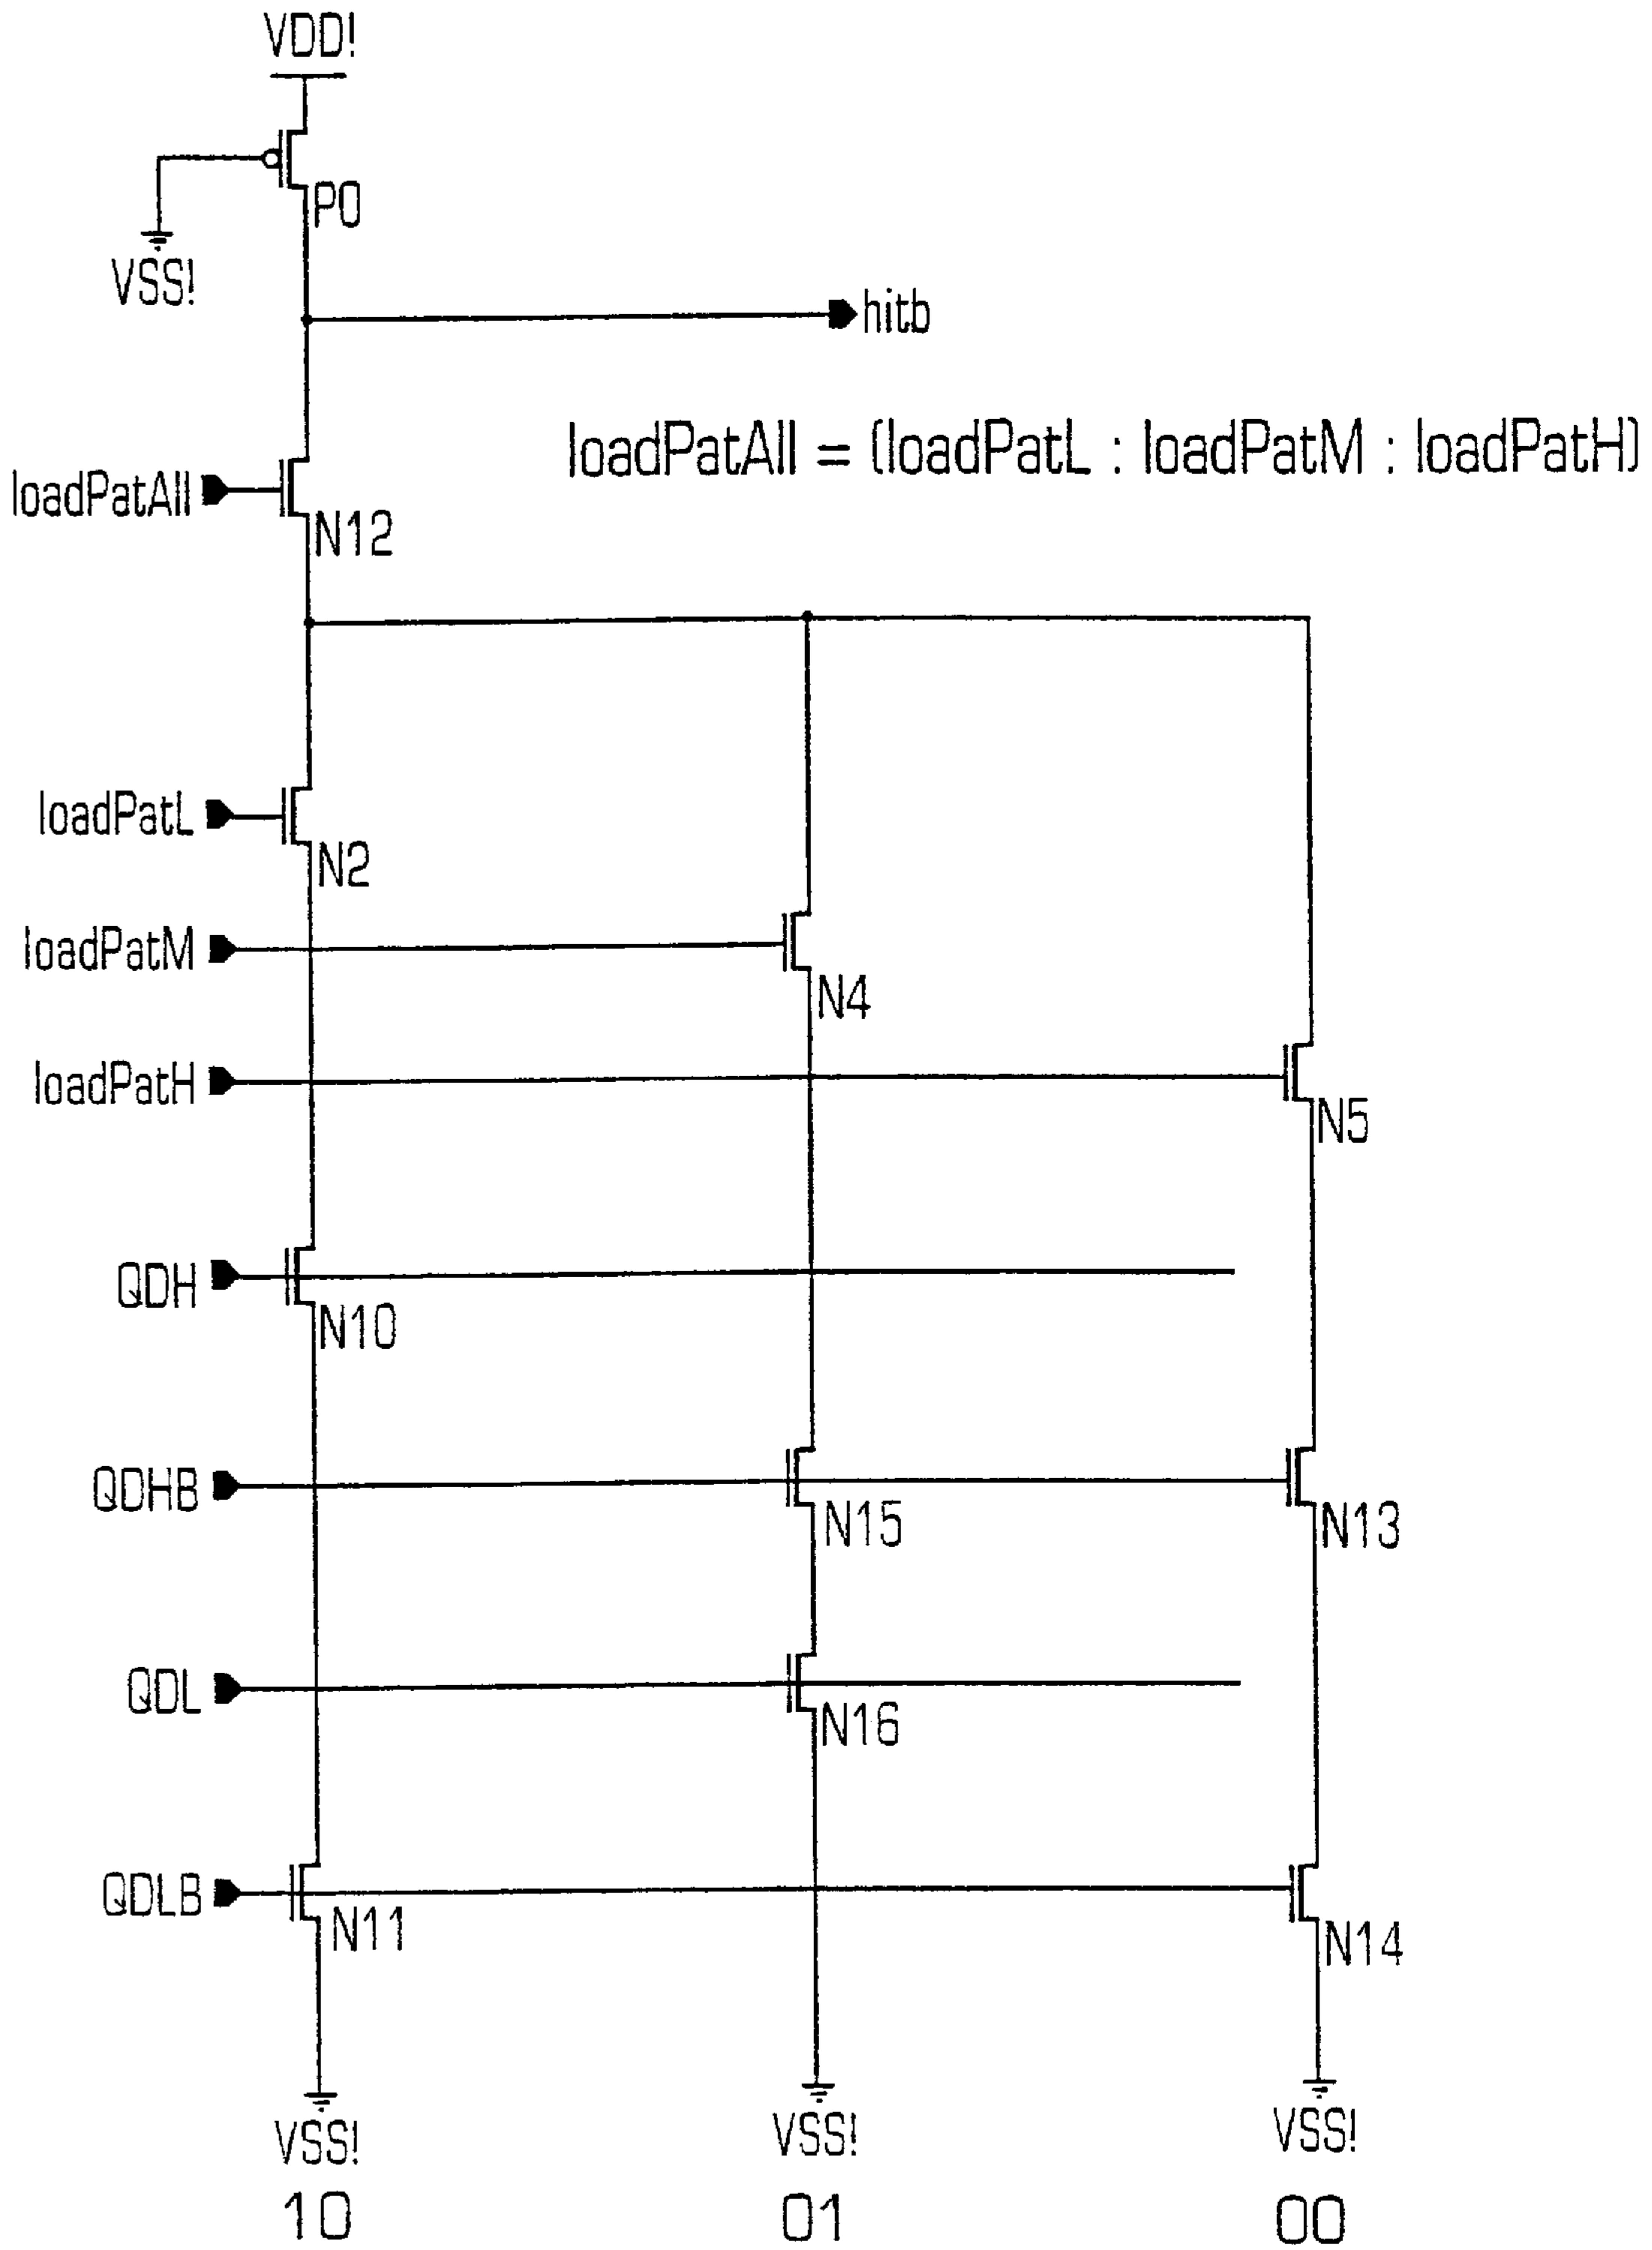 VDD!
P0
VSS!
hitb
loadPatAll = (loadPatL : loadPatM : loadPatH)
loadPatAll
N12
loadPatL
N2
loadPatM
N4
loadPatH
N5
QDH
N10
QDHB
N15
N13
QDL
N16
QDLB
N11
N14
VSS!
VSS!
VSS!
10
01
00